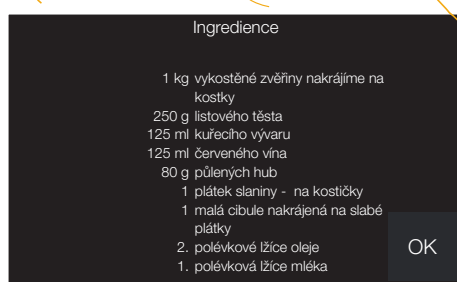 Ingredience
1 kg vykostěné zvěřiny nakrájíme na
kostky
250 g listového těsta
125 ml kuřecího vývaru
125 ml červeného vína
80 g půlených hub
1 plátek slaniny - na kostičky
1 malá cibule nakrájená na slabé
plátky
2. polévkové lžíce oleje
1. polévková lžíce mléka
OK